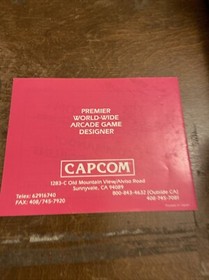 PREMIER
WORLD-WIDE
ARCADE GAME
DESIGNER
CAPCOM
1283-C Old Mountain View/Alviso Road
Sunnyvale, CA 94089
800-843-4632 (Outside CA)
Telex: 62916740
408-745-7081
FAX: 408/745-7920